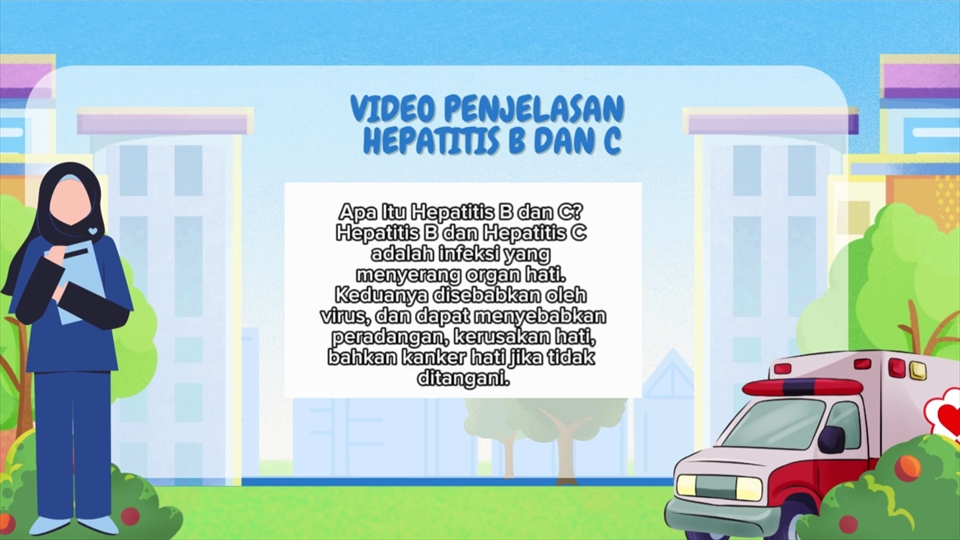 VIDEO PENJELASAN
HEPATITIS B DAN C
Apa Itu Hepatitis B dan C?
Hepatitis B dan Hepatitis C
adalah infeksi yang
menyerang organ hati.
Keduanya disebabkan oleh
virus, dan dapat menyebabkan
peradangan, kerusakan hati,
bahkan kanker hati jika tidak
ditangani.